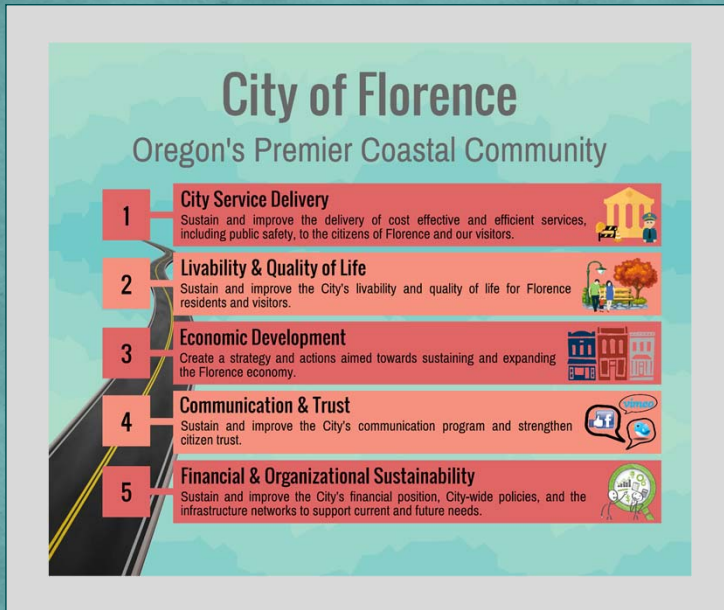 City of Florence
Oregon's Premier Coastal Community
1
City Service Delivery
Sustain and improve the delivery of cost effective and efficient services,
including public safety, to the citizens of Florence and our visitors.
2
Livability & Quality of Life
Sustain and improve the City's livability and quality of life for Florence
residents and visitors.
3
Economic Development
Create a strategy and actions aimed towards sustaining and expanding
the Florence economy.
4
Communication & Trust
Sustain and improve the City's communication program and strengthen
citizen trust.
vimeo
f
5
Financial & Organizational Sustainability
Sustain and improve the City's financial position, City-wide policies, and the
infrastructure networks to support current and future needs.